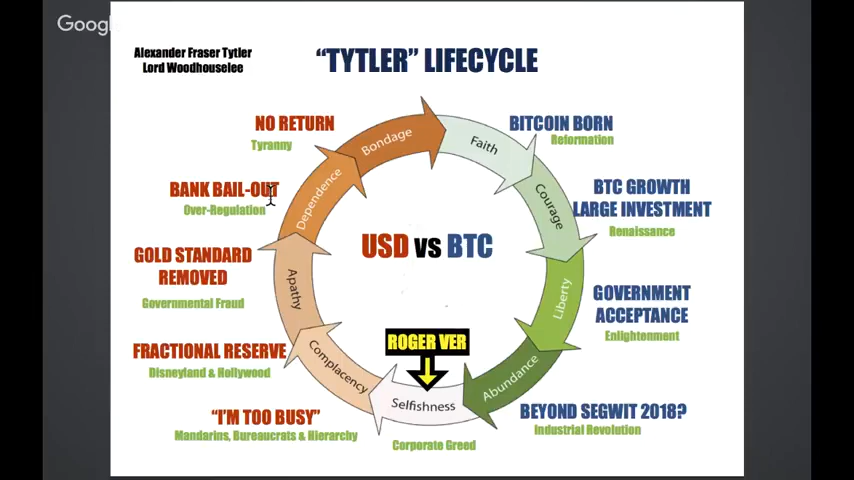 Google
Alexander Fraser Tytler
Lord Woodhouselee
“TYTLER” LIFECYCLE
NO RETURN
Tyranny
BANK BAIL-OUT
Over-Regulation
GOLD STANDARD
REMOVED
Governmental Fraud
FRACTIONAL RESERVE
Disneyland & Hollywood
“I’M TOO BUSY”
Mandarins, Bureaucrats & Hierarchy
Bondage
Faith
Courage
Liberty
Abundance
Selfishness
Complacency
Apathy
Dependence
USD vs BTC
ROGER VER
Corporate Greed
BITCOIN BORN
Reformation
BTC GROWTH
LARGE INVESTMENT
Renaissance
GOVERNMENT
ACCEPTANCE
Enlightenment
BEYOND SEGWIT 2018?
Industrial Revolution